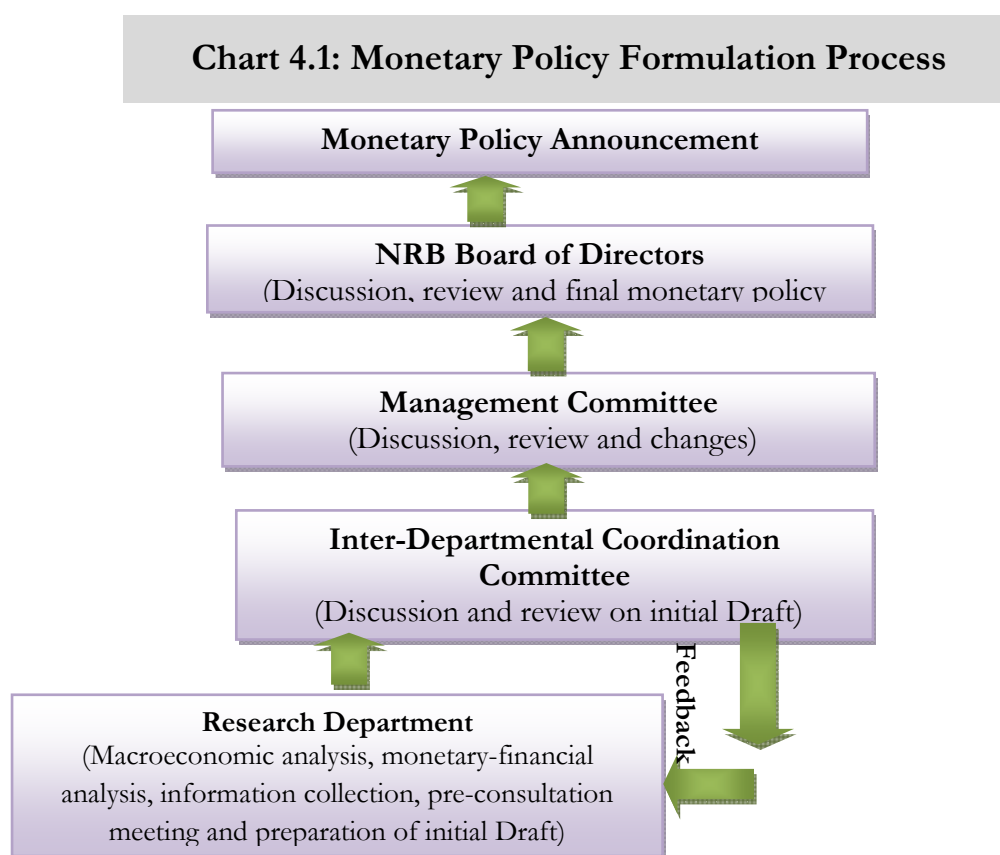 Chart 4.1: Monetary Policy Formulation Process
Monetary Policy Announcement
NRB Board of Directors
(Discussion, review and final monetary policy
Management Committee
(Discussion, review and changes)
Inter-Departmental Coordination
Committee
(Discussion and review on initial Draft)
Feedback
Research Department
(Macroeconomic analysis, monetary-financial
analysis, information collection, pre-consultation
meeting and preparation of initial Draft)